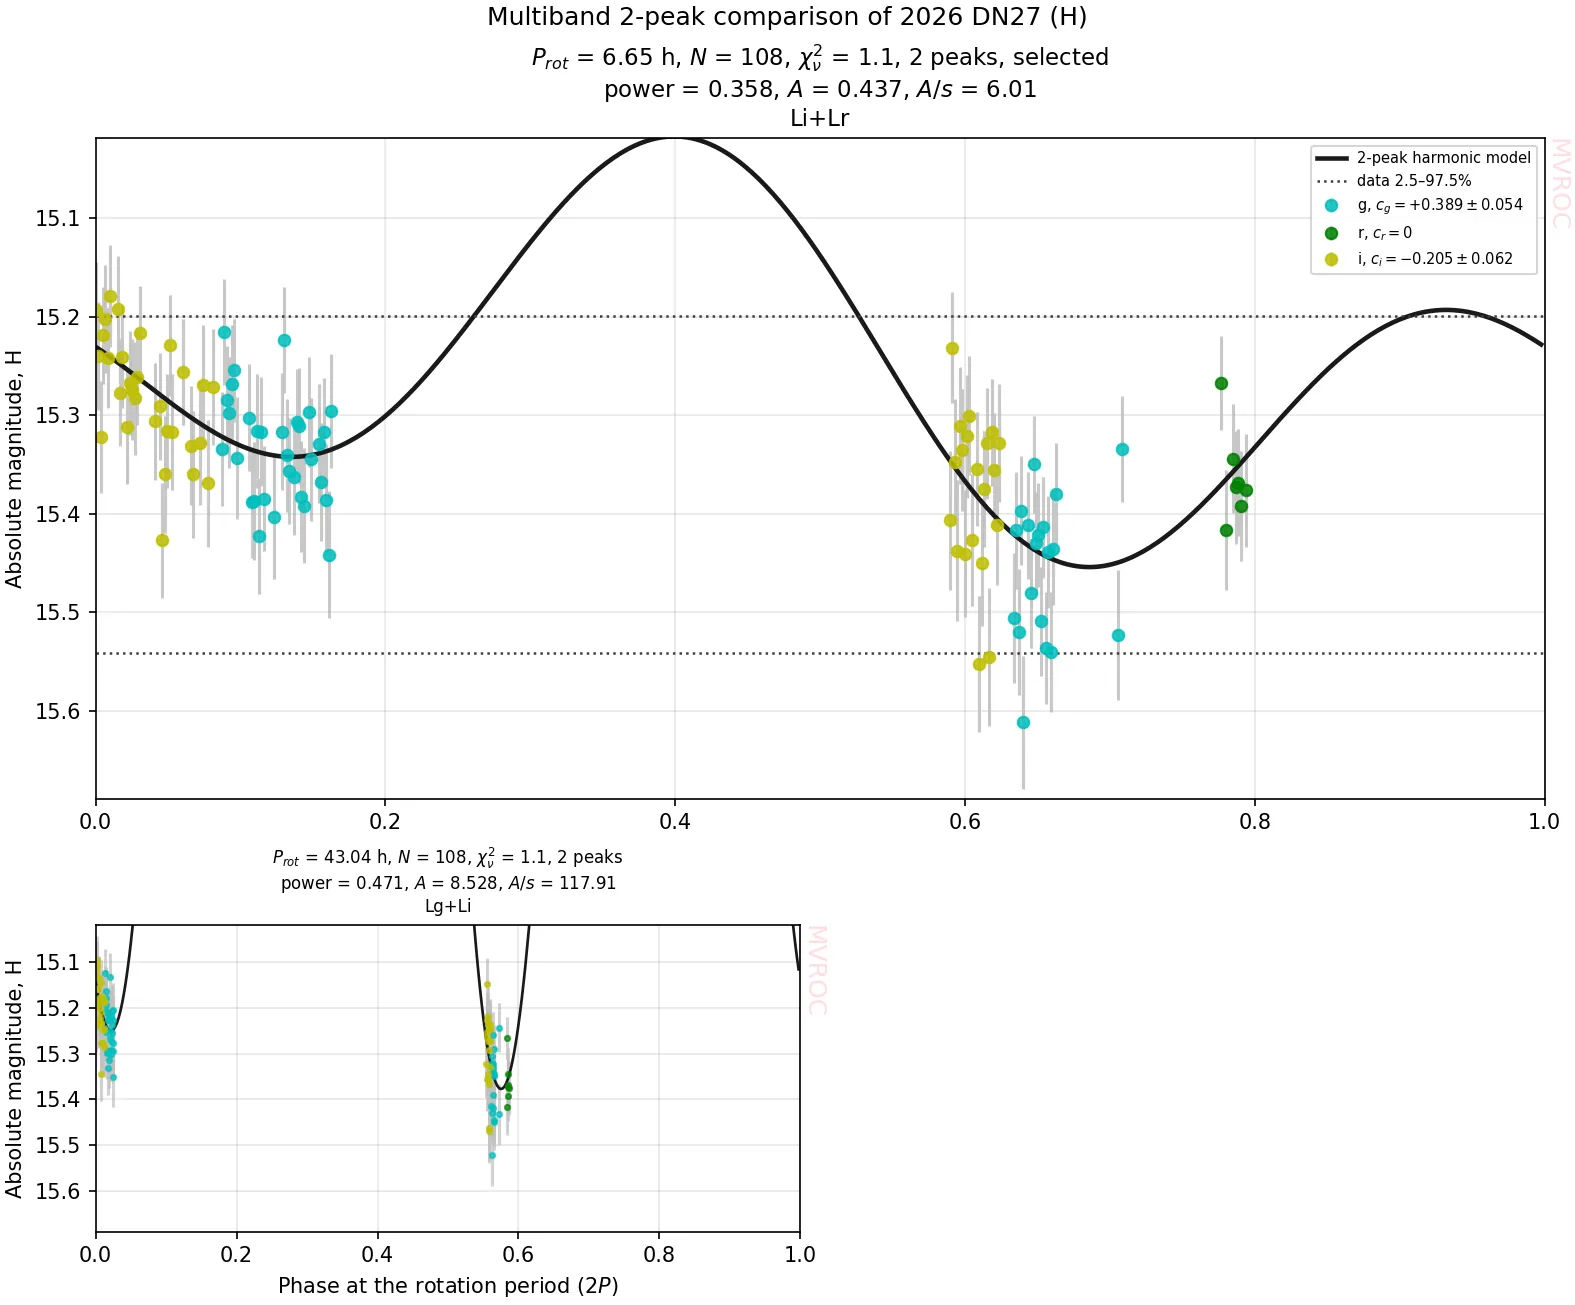 Multiband 2-peak comparison of 2026 DN27 (H)
P_rot = 6.65 h, N = 108, χ²_ν = 1.1, 2 peaks, selected
power = 0.358, A = 0.437, A/s = 6.01
Li+Lr
2-peak harmonic model
data 2.5–97.5%
g, c_g = +0.389 ± 0.054
r, c_r = 0
i, c_i = −0.205 ± 0.062
MVROC
Absolute magnitude, H
15.1
15.2
15.3
15.4
15.5
15.6
0.0 0.2 0.4 0.6 0.8 1.0
P_rot = 43.04 h, N = 108, χ²_ν = 1.1, 2 peaks
power = 0.471, A = 8.528, A/s = 117.91
Lg+Li
MVROC
Absolute magnitude, H
15.1
15.2
15.3
15.4
15.5
15.6
0.0 0.2 0.4 0.6 0.8 1.0
Phase at the rotation period (2P)